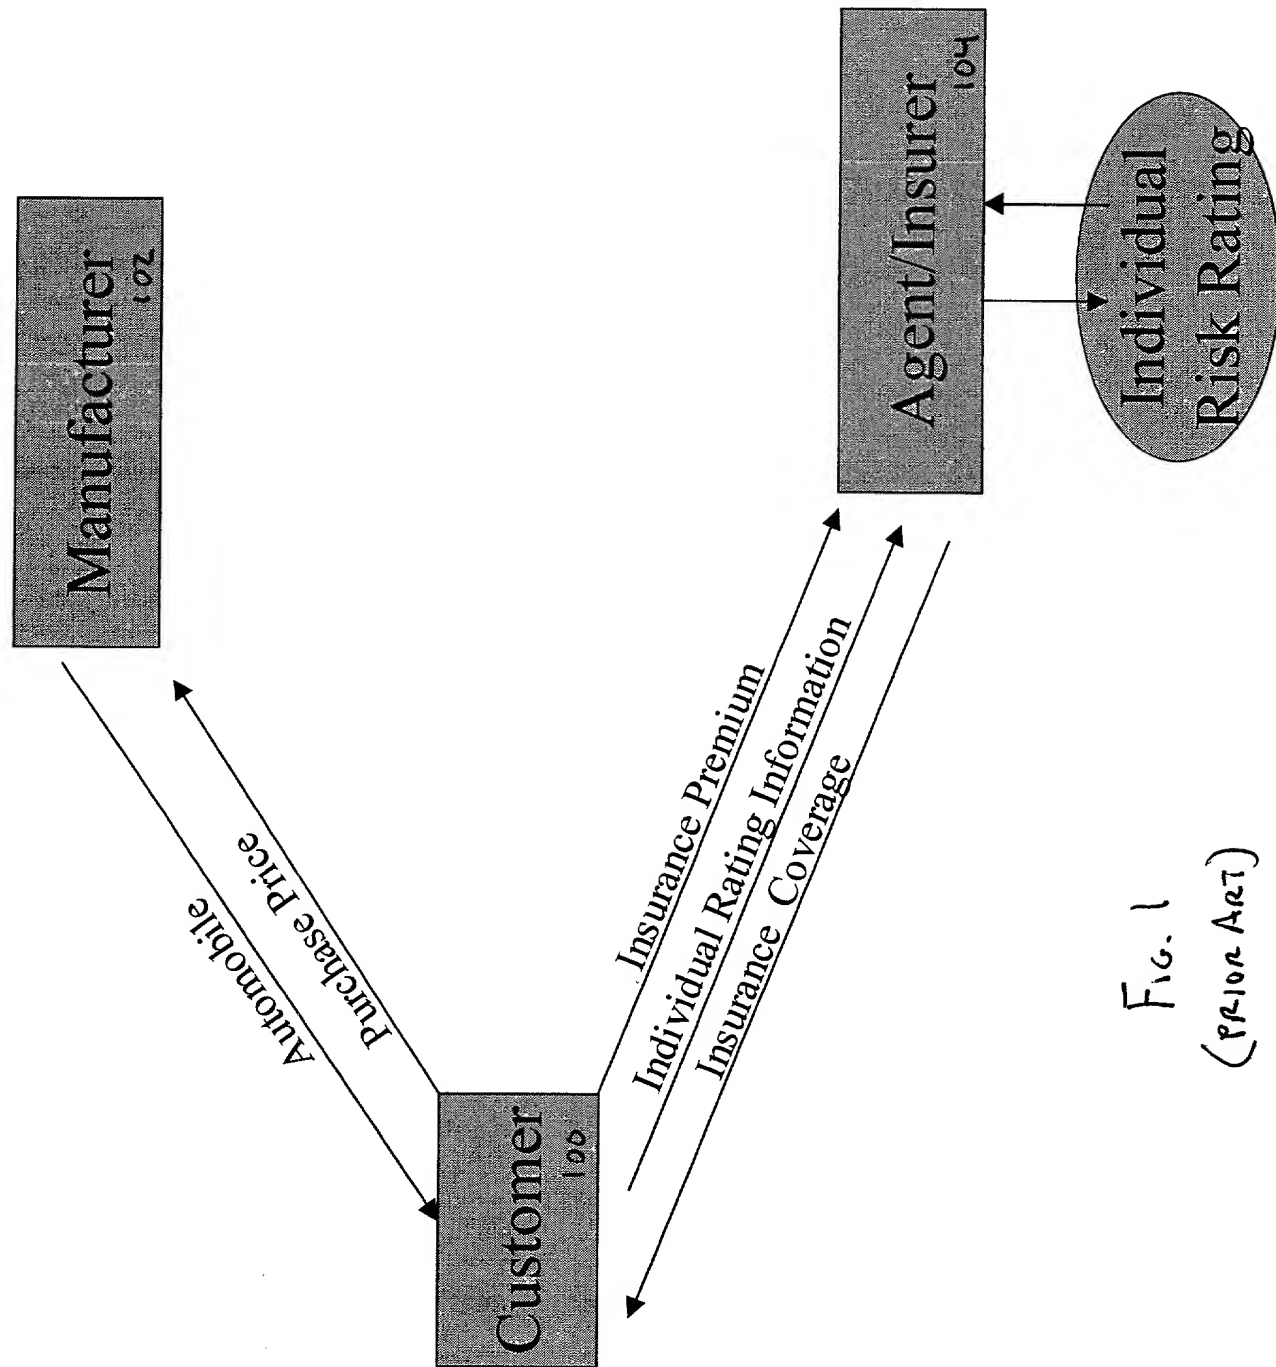 Manufacturer
102
Automobile
Purchase Price
Customer
100
Insurance Premium
Individual Rating Information
Insurance Coverage
Agent/Insurer
104
Individual
Risk Rating
FIG. 1
(PRIOR ART)